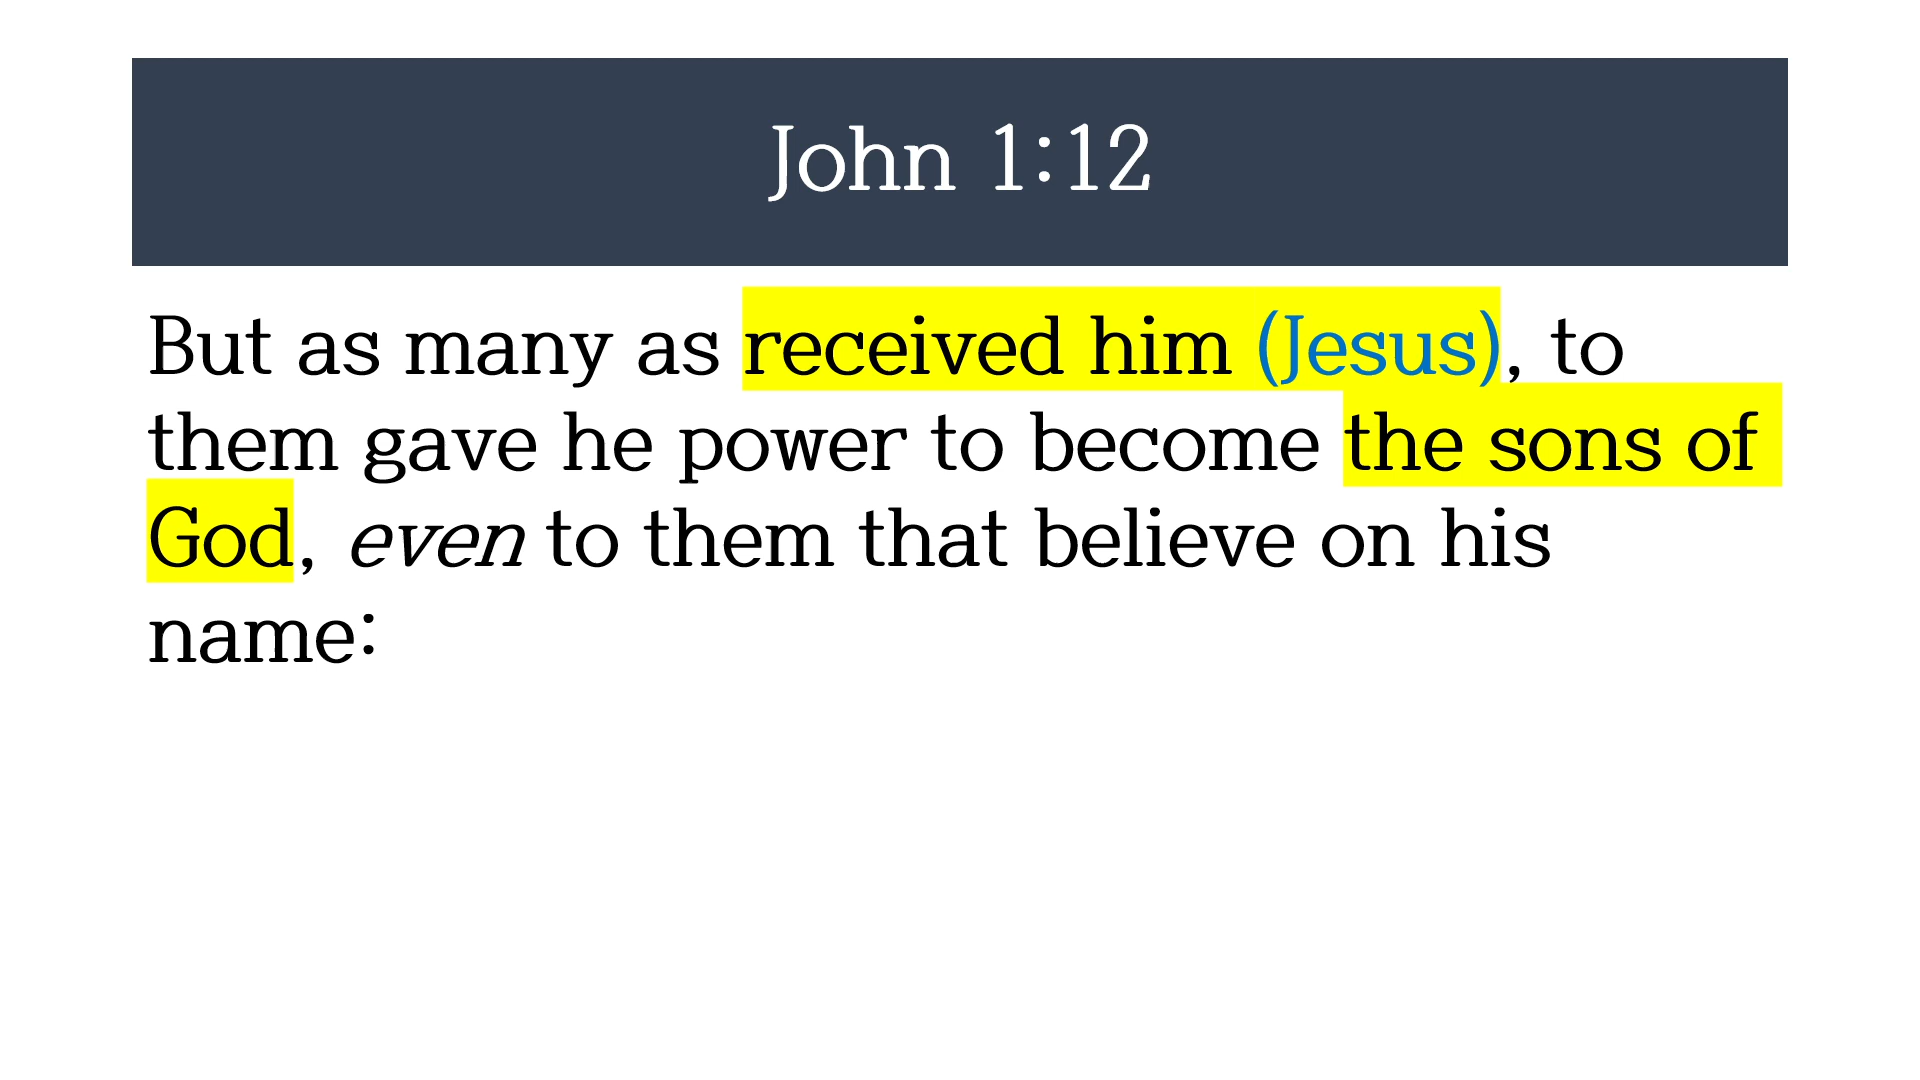 John 1:12
But as many as received him (Jesus), to
them gave he power to become the sons of
God, even to them that believe on his
name: